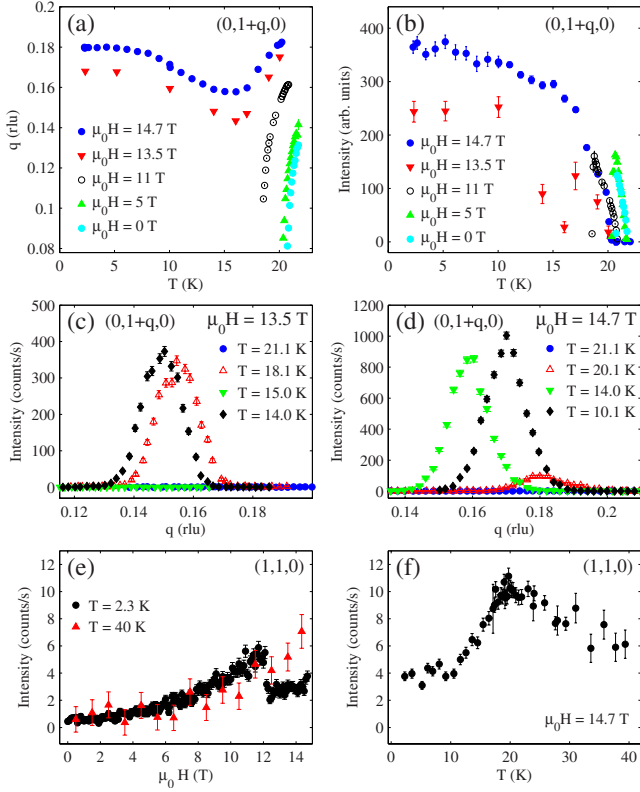 (a) (0,1+q,0)
q (rlu)
0.2
0.18
0.16
0.14
0.12
0.1
0.08
μ0H = 14.7 T
μ0H = 13.5 T
μ0H = 11 T
μ0H = 5 T
μ0H = 0 T
0 5 10 15 20
T (K)
(b) (0,1+q,0)
Intensity (arb. units)
400
300
200
100
0
μ0H = 14.7 T
μ0H = 13.5 T
μ0H = 11 T
μ0H = 5 T
μ0H = 0 T
0 5 10 15 20
T (K)
(c) (0,1+q,0) μ0H = 13.5 T
Intensity (counts/s)
500
400
300
200
100
0
T = 21.1 K
T = 18.1 K
T = 15.0 K
T = 14.0 K
0.12 0.14 0.16 0.18
q (rlu)
(d) (0,1+q,0) μ0H = 14.7 T
Intensity (counts/s)
1200
1000
800
600
400
200
0
T = 21.1 K
T = 20.1 K
T = 14.0 K
T = 10.1 K
0.14 0.16 0.18 0.2
q (rlu)
(e) (1,1,0)
Intensity (counts/s)
12
10
8
6
4
2
0
T = 2.3 K
T = 40 K
0 2 4 6 8 10 12 14
μ0 H (T)
(f) (1,1,0)
Intensity (counts/s)
12
10
8
6
4
2
0
μ0H = 14.7 T
0 10 20 30 40
T (K)